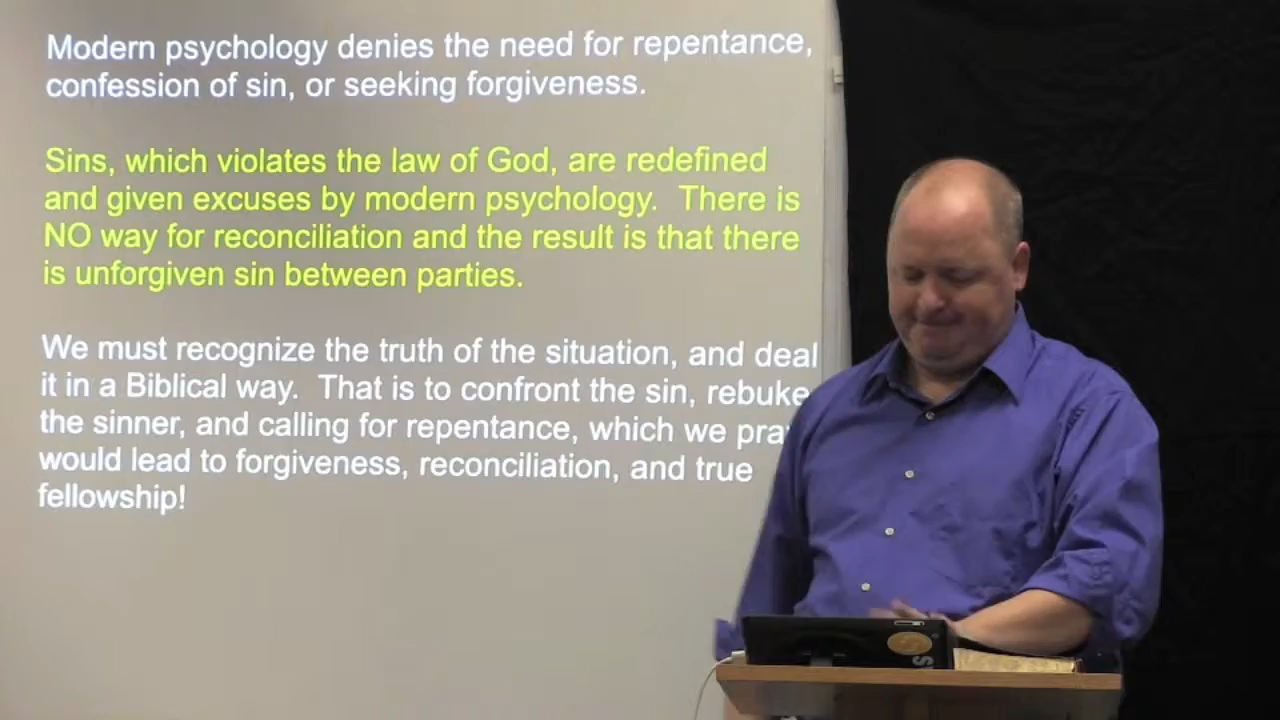 Modern psychology denies the need for repentance,
confession of sin, or seeking forgiveness.
Sins, which violates the law of God, are redefined
and given excuses by modern psychology. There is
NO way for reconciliation and the result is that there
is unforgiven sin between parties.
We must recognize the truth of the situation, and deal
it in a Biblical way. That is to confront the sin, rebuke
the sinner, and calling for repentance, which we pra
would lead to forgiveness, reconciliation, and true
fellowship!